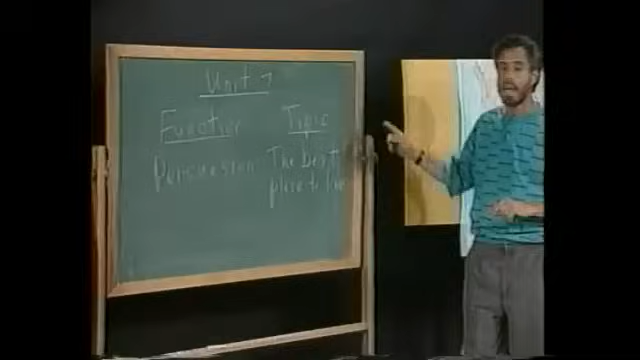 Unit 7
Function Topic
Persuasion The best
place to live